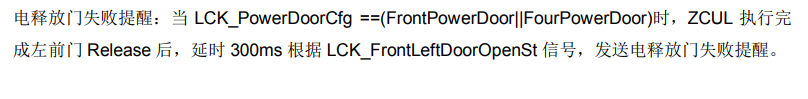 电释放门失败提醒：当 LCK_PowerDoorCfg ==(FrontPowerDoor||FourPowerDoor)时，ZCUL 执行完
成左前门 Release 后，延时 300ms 根据 LCK_FrontLeftDoorOpenSt 信号，发送电释放门失败提醒。